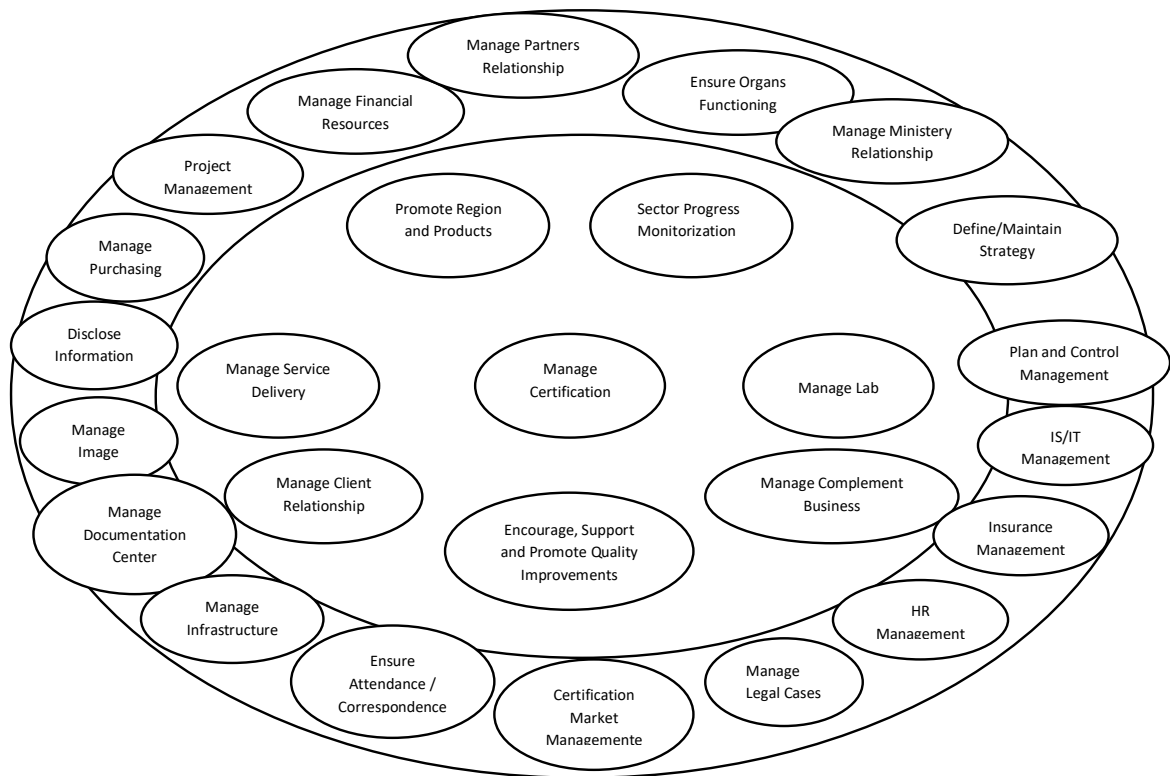 Manage Partners
Relationship
Ensure Organs
Functioning
Manage Financial
Resources
Manage Ministery
Relationship
Project
Management
Promote Region
and Products
Sector Progress
Monitorization
Define/Maintain
Strategy
Manage
Purchasing
Disclose
Information
Manage Service
Delivery
Manage
Certification
Manage Lab
Plan and Control
Management
Manage
Image
IS/IT
Management
Manage Client
Relationship
Manage Complement
Business
Manage
Documentation
Center
Encourage, Support
and Promote Quality
Improvements
Insurance
Management
Manage
Infrastructure
HR
Management
Ensure
Attendance /
Correspondence
Certification
Market
Managemente
Manage
Legal Cases